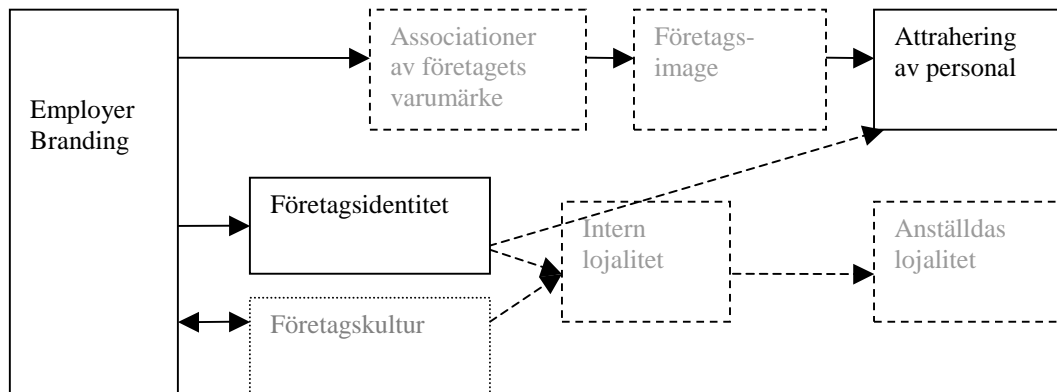 Employer
Branding
Associationer
av företagets
varumärke
Företags-
image
Attrahering
av personal
Företagsidentitet
Intern
lojalitet
Anställdas
lojalitet
Företagskultur